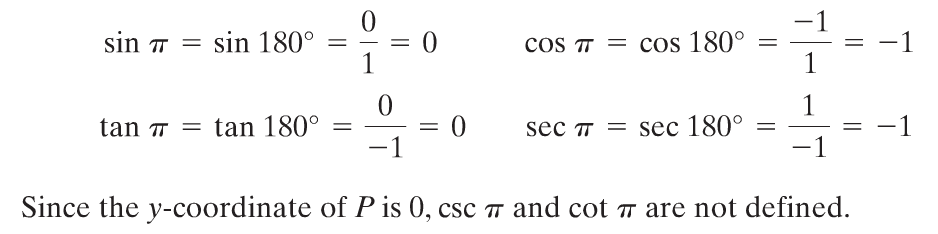 sin π = sin 180° = 0/1 = 0    cos π = cos 180° = −1/1 = −1
tan π = tan 180° = 0/−1 = 0    sec π = sec 180° = 1/−1 = −1
Since the y-coordinate of P is 0, csc π and cot π are not defined.